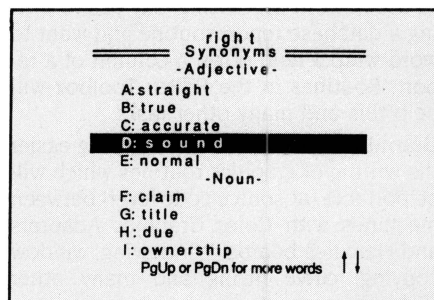 right
Synonyms
-Adjective-
A:straight
B: true
C: accurate
D: sound
E: normal
-Noun-
F: claim
G: title
H: due
I: ownership
PgUp or PgDn for more words